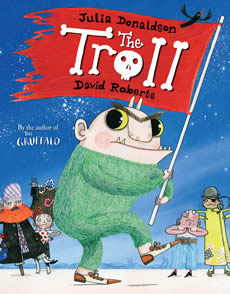 Julia Donaldson
The
Troll
David Roberts
By the author of
THE
GRUFFALO